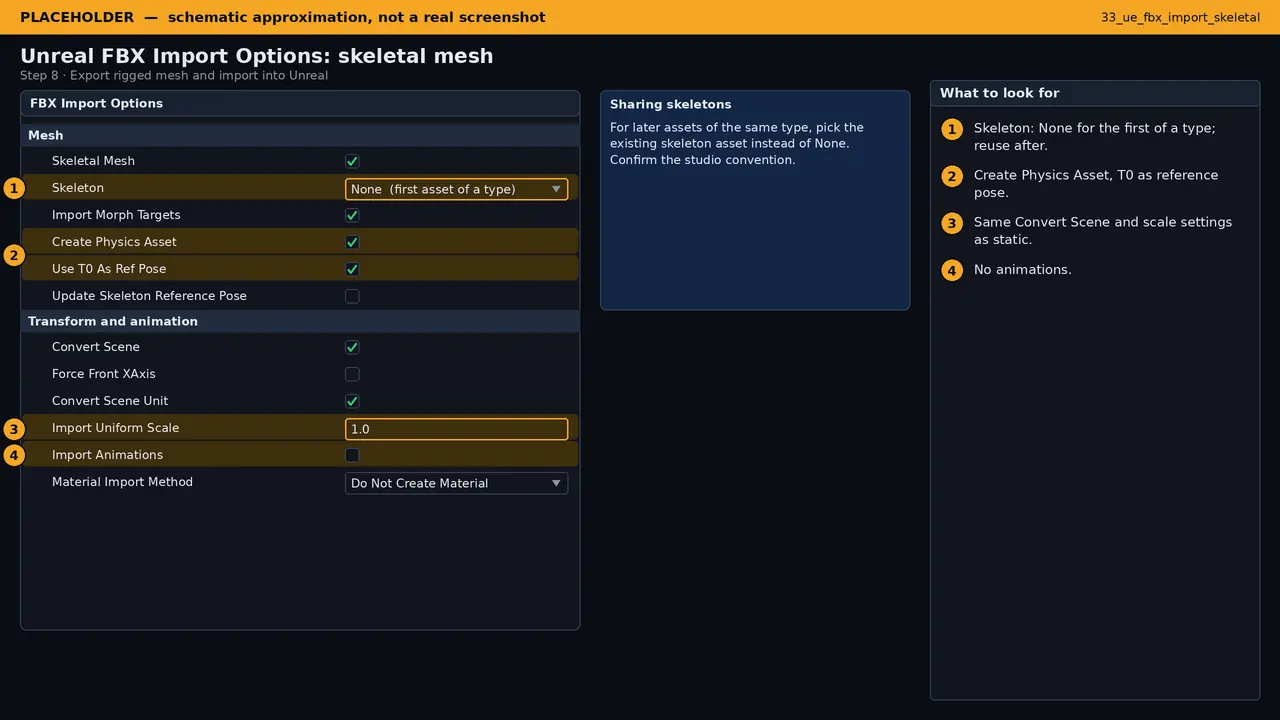 PLACEHOLDER — schematic approximation, not a real screenshot
33_ue_fbx_import_skeletal
Unreal FBX Import Options: skeletal mesh
Step 8 · Export rigged mesh and import into Unreal
FBX Import Options
Mesh
Skeletal Mesh
1
Skeleton
None (first asset of a type)
Import Morph Targets
2
Create Physics Asset
Use T0 As Ref Pose
Update Skeleton Reference Pose
Transform and animation
Convert Scene
Force Front XAxis
Convert Scene Unit
3
Import Uniform Scale
1.0
4
Import Animations
Material Import Method
Do Not Create Material
Sharing skeletons
For later assets of the same type, pick the
existing skeleton asset instead of None.
Confirm the studio convention.
What to look for
1 Skeleton: None for the first of a type;
reuse after.
2 Create Physics Asset, T0 as reference
pose.
3 Same Convert Scene and scale settings
as static.
4 No animations.